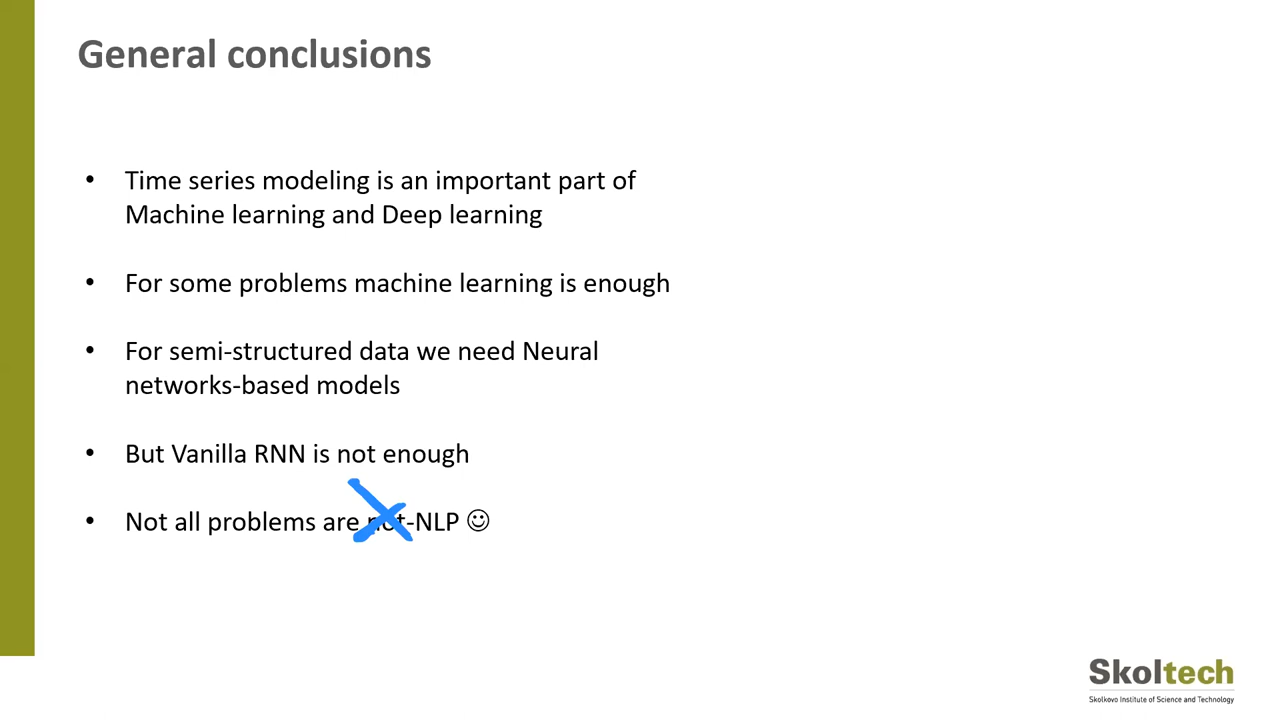 General conclusions
• Time series modeling is an important part of
Machine learning and Deep learning
• For some problems machine learning is enough
• For semi-structured data we need Neural
networks-based models
• But Vanilla RNN is not enough
• Not all problems are not-NLP ☺
Skoltech
Skolkovo Institute of Science and Technology